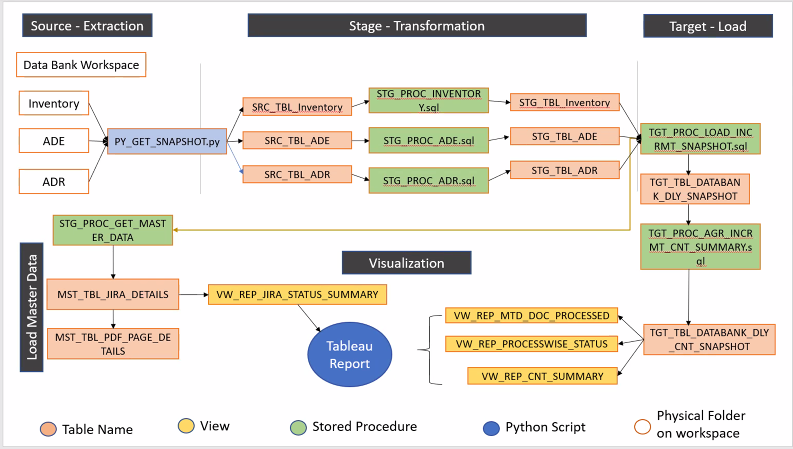 Source - Extraction
Stage - Transformation
Target - Load
Data Bank Workspace
Inventory
ADE
ADR
PY_GET_SNAPSHOT.py
SRC_TBL_Inventory
SRC_TBL_ADE
SRC_TBL_ADR
STG_PROC_INVENTOR
Y.sql
STG_PROC_ADE.sql
STG_PROC_ADR.sql
STG_TBL_Inventory
STG_TBL_ADE
STG_TBL_ADR
TGT_PROC_LOAD_INC
RMT_SNAPSHOT.sql
TGT_TBL_DATABAN
K_DLY_SNAPSHOT
TGT_PROC_AGR_INCR
MT_CNT_SUMMARY.s
ql
TGT_TBL_DATABANK_DLY
_CNT_SNAPSHOT
STG_PROC_GET_MAST
ER_DATA
Load Master Data
MST_TBL_JIRA_DETAILS
MST_TBL_PDF_PAGE_DE
TAILS
Visualization
VW_REP_JIRA_STATUS_SUMMARY
Tableau
Report
VW_REP_MTD_DOC_PROCESSED
VW_REP_PROCESSWISE_STATUS
VW_REP_CNT_SUMMARY
Table Name
View
Stored Procedure
Python Script
Physical Folder
on workspace